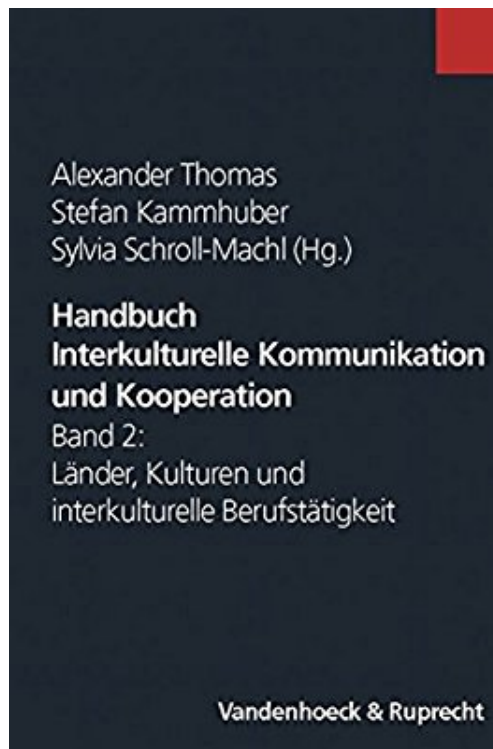 Alexander Thomas
Stefan Kammhuber
Sylvia Schroll-Machl (Hg.)
Handbuch
Interkulturelle Kommunikation
und Kooperation
Band 2:
Länder, Kulturen und
interkulturelle Berufstätigkeit
Vandenhoeck & Ruprecht